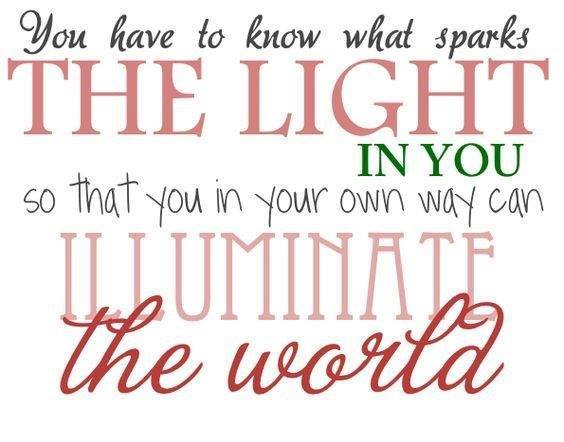 You have to know what sparks
THE LIGHT
IN YOU
so that you in your own way can
ILLUMINATE
the world